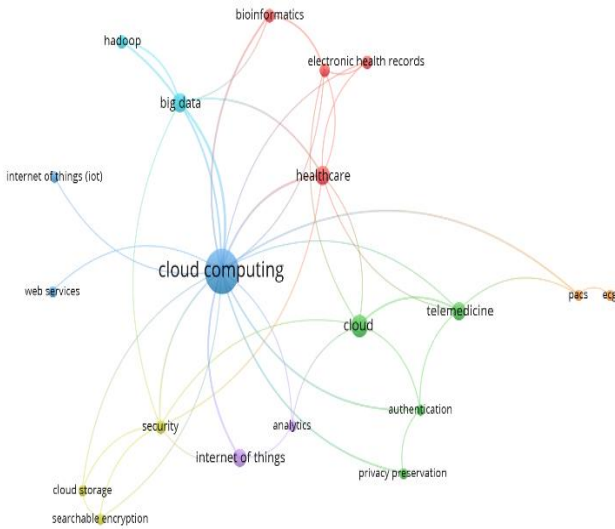 bioinformatics
hadoop
electronic health records
big data
internet of things (iot)
healthcare
cloud computing
web services
pacs
telemedicine
cloud
authentication
security
analytics
internet of things
privacy preservation
cloud storage
searchable encryption